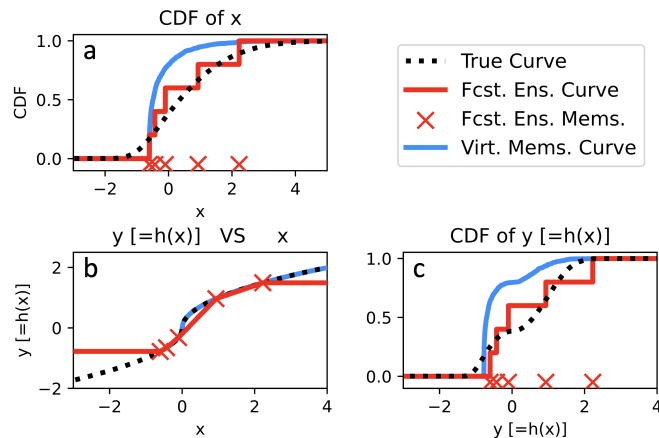 CDF of x
a
1.0
0.5
0.0
CDF
−2
0
2
4
x
True Curve
Fcst. Ens. Curve
Fcst. Ens. Mems.
Virt. Mems. Curve
y [=h(x)] VS x
b
2
0
−2
y [=h(x)]
−2
0
2
4
x
CDF of y [=h(x)]
c
1.0
0.5
0.0
−2
0
2
4
y [=h(x)]